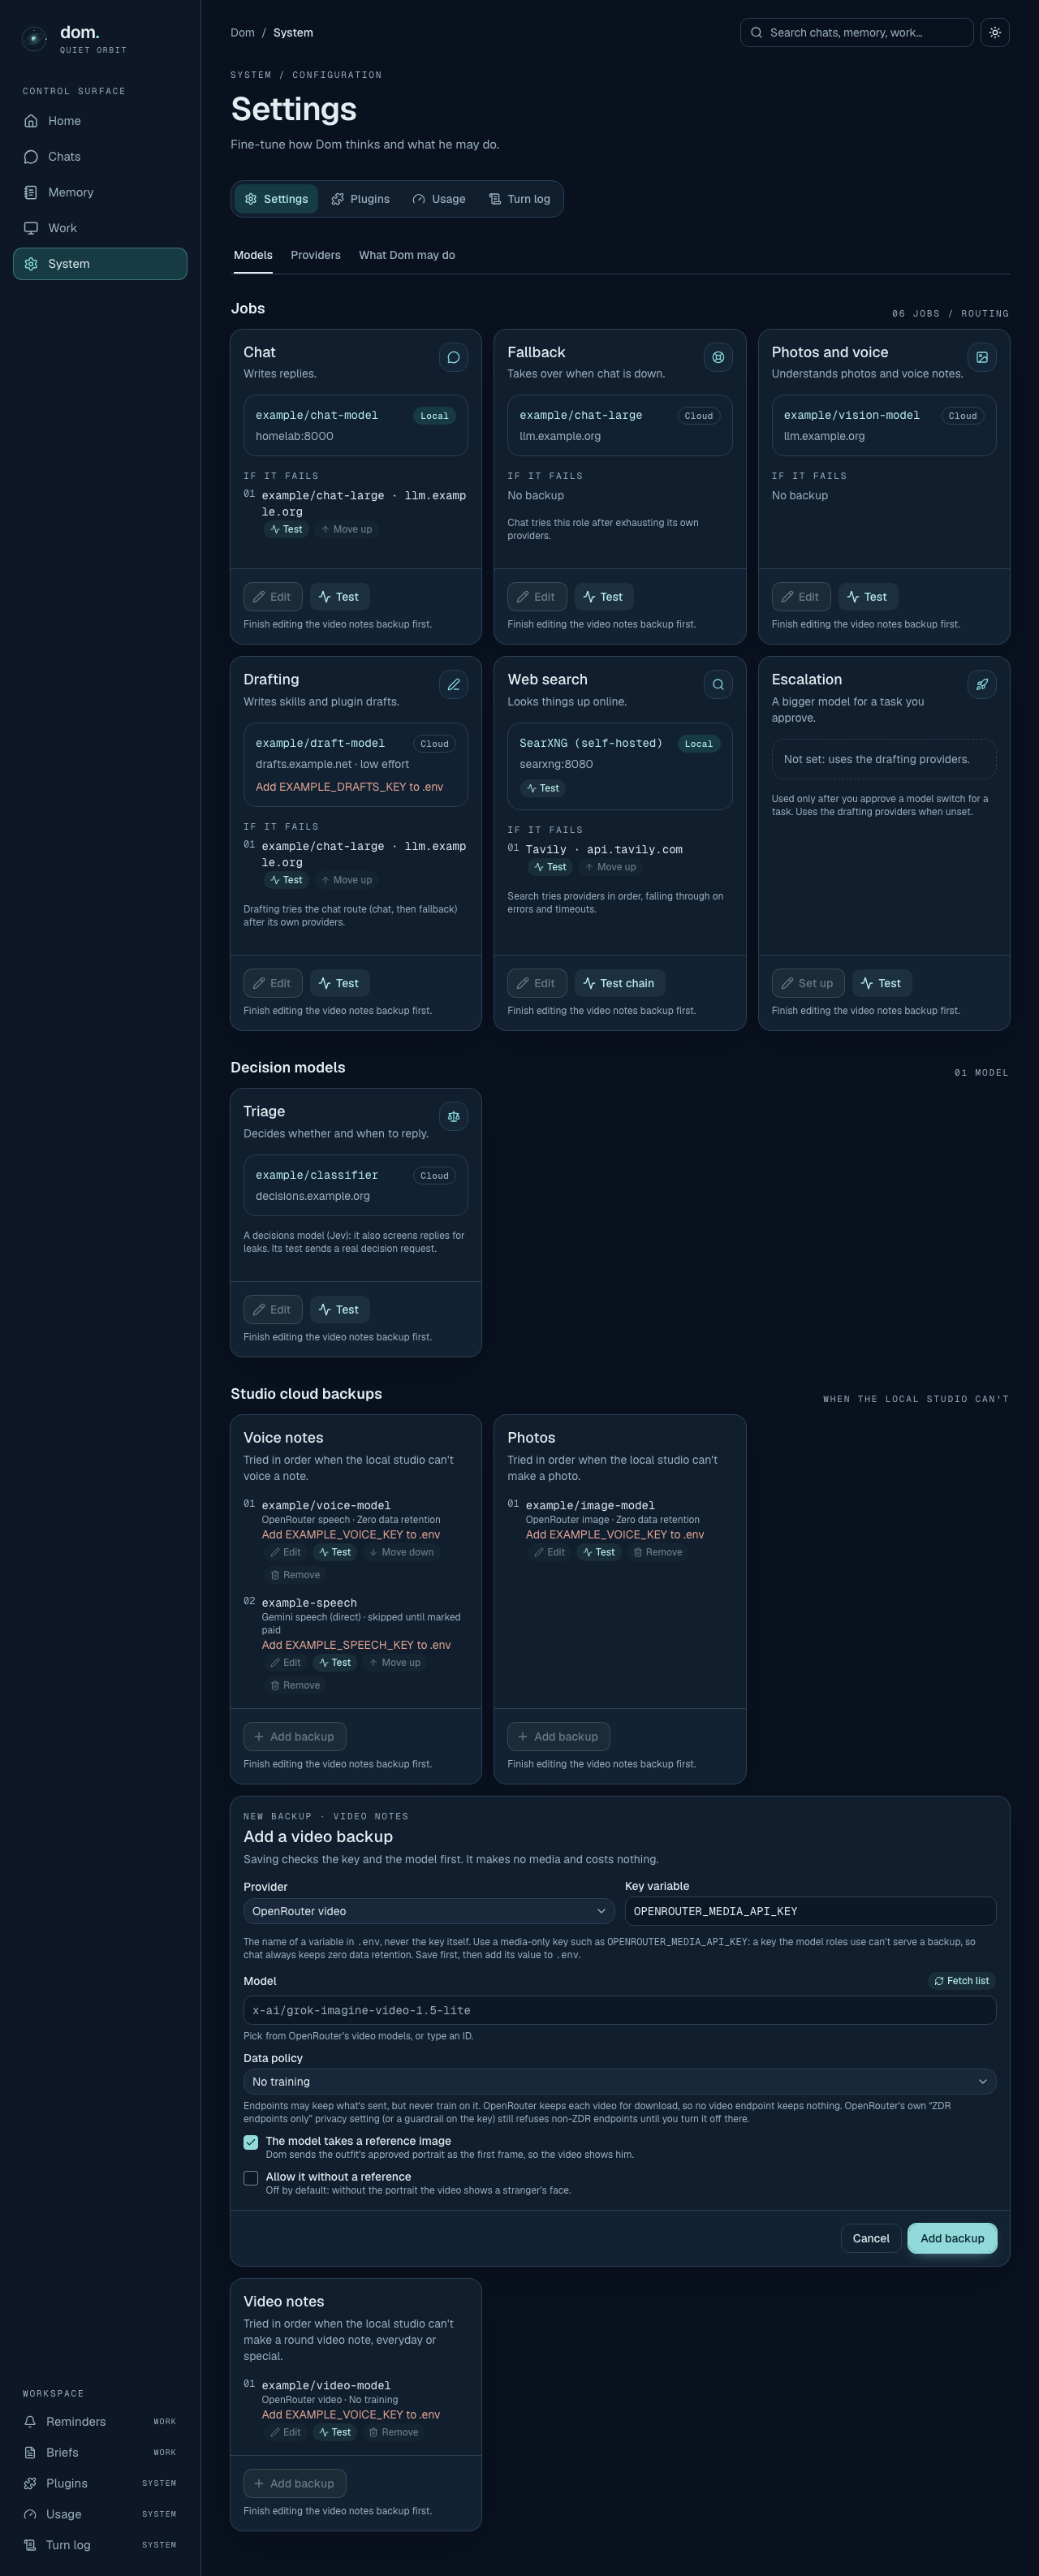 dom.
QUIET ORBIT
CONTROL SURFACE
Home
Chats
Memory
Work
System
Dom / System
Search chats, memory, work…
SYSTEM / CONFIGURATION
Settings
Fine-tune how Dom thinks and what he may do.
Settings
Plugins
Usage
Turn log
Models
Providers
What Dom may do
Jobs
06 JOBS / ROUTING
Chat
Writes replies.
example/chat-model
Local
homelab:8000
IF IT FAILS
01 example/chat-large · llm.examp
le.org
Test
Move up
Edit
Test
Finish editing the video notes backup first.
Fallback
Takes over when chat is down.
example/chat-large
Cloud
llm.example.org
IF IT FAILS
No backup
Chat tries this role after exhausting its own
providers.
Edit
Test
Finish editing the video notes backup first.
Photos and voice
Understands photos and voice notes.
example/vision-model
Cloud
llm.example.org
IF IT FAILS
No backup
Edit
Test
Finish editing the video notes backup first.
Drafting
Writes skills and plugin drafts.
example/draft-model
Cloud
drafts.example.net · low effort
Add EXAMPLE_DRAFTS_KEY to .env
IF IT FAILS
01 example/chat-large · llm.examp
le.org
Test
Move up
Drafting tries the chat route (chat, then fallback)
after its own providers.
Edit
Test
Finish editing the video notes backup first.
Web search
Looks things up online.
SearXNG (self-hosted)
Local
searxng:8080
Test
IF IT FAILS
01 Tavily · api.tavily.com
Test
Move up
Search tries providers in order, falling through on
errors and timeouts.
Edit
Test chain
Finish editing the video notes backup first.
Escalation
A bigger model for a task you
approve.
Not set: uses the drafting providers.
Used only after you approve a model switch for a
task. Uses the drafting providers when unset.
Set up
Test
Finish editing the video notes backup first.
Decision models
01 MODEL
Triage
Decides whether and when to reply.
example/classifier
Cloud
decisions.example.org
A decisions model (Jev): it also screens replies for
leaks. Its test sends a real decision request.
Edit
Test
Finish editing the video notes backup first.
Studio cloud backups
WHEN THE LOCAL STUDIO CAN'T
Voice notes
Tried in order when the local studio can't
voice a note.
01 example/voice-model
OpenRouter speech · Zero data retention
Add EXAMPLE_VOICE_KEY to .env
Edit
Test
Move down
Remove
02 example-speech
Gemini speech (direct) · skipped until marked
paid
Add EXAMPLE_SPEECH_KEY to .env
Edit
Test
Move up
Remove
Add backup
Finish editing the video notes backup first.
Photos
Tried in order when the local studio can't
make a photo.
01 example/image-model
OpenRouter image · Zero data retention
Add EXAMPLE_VOICE_KEY to .env
Edit
Test
Remove
Add backup
Finish editing the video notes backup first.
NEW BACKUP · VIDEO NOTES
Add a video backup
Saving checks the key and the model first. It makes no media and costs nothing.
Provider
OpenRouter video
Key variable
OPENROUTER_MEDIA_API_KEY
The name of a variable in .env, never the key itself. Use a media-only key such as OPENROUTER_MEDIA_API_KEY: a key the model roles use can't serve a backup, so
chat always keeps zero data retention. Save first, then add its value to .env.
Model
Fetch list
x-ai/grok-imagine-video-1.5-lite
Pick from OpenRouter's video models, or type an ID.
Data policy
No training
Endpoints may keep what's sent, but never train on it. OpenRouter keeps each video for download, so no video endpoint keeps nothing. OpenRouter's own “ZDR
endpoints only” privacy setting (or a guardrail on the key) still refuses non-ZDR endpoints until you turn it off there.
The model takes a reference image
Dom sends the outfit's approved portrait as the first frame, so the video shows him.
Allow it without a reference
Off by default: without the portrait the video shows a stranger's face.
Cancel
Add backup
Video notes
Tried in order when the local studio can't
make a round video note, everyday or
special.
01 example/video-model
OpenRouter video · No training
Add EXAMPLE_VOICE_KEY to .env
Edit
Test
Remove
Add backup
Finish editing the video notes backup first.
WORKSPACE
Reminders WORK
Briefs WORK
Plugins SYSTEM
Usage SYSTEM
Turn log SYSTEM